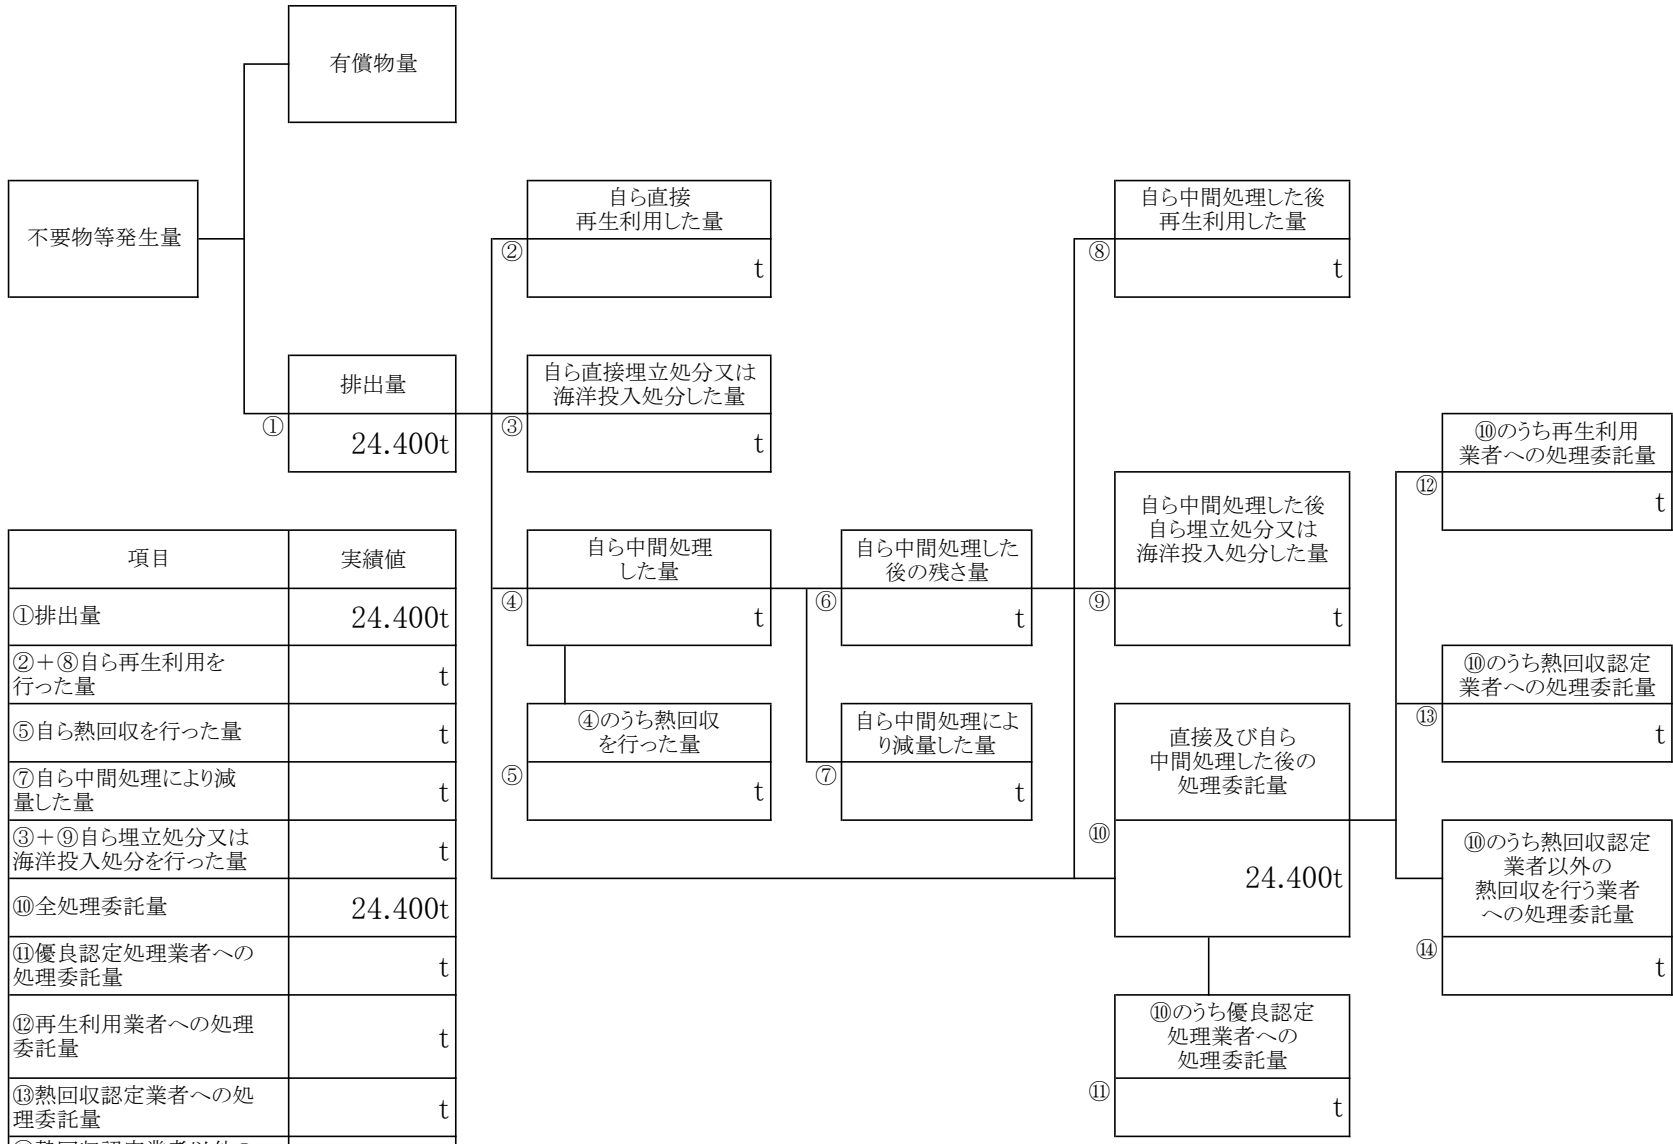 有償物量
不要物等発生量
自ら直接
再生利用した量
②
t
自ら中間処理した後
再生利用した量
⑧
t
排出量
①
24.400t
自ら直接埋立処分又は
海洋投入処分した量
③
t
⑩のうち再生利用
業者への処理委託量
⑫
t
自ら中間処理
した量
④
t
自ら中間処理した
後の残さ量
⑥
t
自ら中間処理した後
自ら埋立処分又は
海洋投入処分した量
⑨
t
⑩のうち熱回収認定
業者への処理委託量
⑬
t
④のうち熱回収
を行った量
⑤
t
自ら中間処理によ
り減量した量
⑦
t
直接及び自ら
中間処理した後の
処理委託量
⑩
24.400t
⑩のうち熱回収認定
業者以外の
熱回収を行う業者
への処理委託量
⑭
t
⑩のうち優良認定
処理業者への
処理委託量
⑪
t
項目 実績値
①排出量 24.400t
②＋⑧自ら再生利用を
行った量
t
⑤自ら熱回収を行った量 t
⑦自ら中間処理により減
量した量
t
③＋⑨自ら埋立処分又は
海洋投入処分を行った量
t
⑩全処理委託量 24.400t
⑪優良認定処理業者への
処理委託量
t
⑫再生利用業者への処理
委託量
t
⑬熱回収認定業者への処
理委託量
t